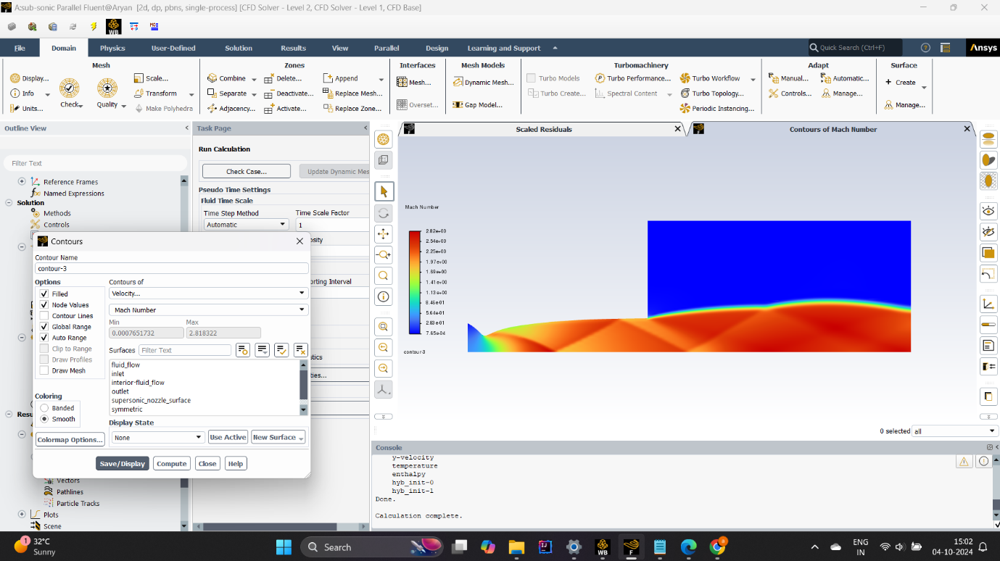 A:sub-sonic Parallel Fluent@Aryan [2d, dp, pbns, single-process] [CFD Solver - Level 2, CFD Solver - Level 1, CFD Base]
WB
File Domain Physics User-Defined Solution Results View Parallel Design Learning and Support Quick Search (Ctrl+F) Ansys
Mesh Zones Interfaces Mesh Models Turbomachinery Adapt Surface
Display... Scale... Combine Delete... Append Mesh... Dynamic Mesh... Turbo Models Turbo Performance... Turbo Workflow Manual... Automatic... Create
Info Check Quality Transform Separate Deactivate... Replace Mesh... Turbo Create... Spectral Content Turbo Topology... Controls... Manage...
Units... Make Polyhedra Adjacency... Activate... Replace Zone... Overset... Gap Model... Periodic Instancing... Manage...
Outline View
Filter Text
Reference Frames
Named Expressions
Solution
Methods
Controls
Resu
Vectors
Pathlines
Particle Tracks
Plots
Scene
Task Page
Run Calculation
Check Case... Update Dynamic Mes
Pseudo Time Settings
Fluid Time Scale
Time Step Method Time Scale Factor
Automatic 1
osity
orting Interval
stics
ties...
Contours
Contour Name
contour-3
Options
Filled
Node Values
Contour Lines
Global Range
Auto Range
Clip to Range
Draw Profiles
Draw Mesh
Coloring
Banded
Smooth
Colormap Options...
Contours of
Velocity...
Mach Number
Min Max
0.0007651732 2.818322
Surfaces Filter Text
fluid_flow
inlet
interior-fluid_flow
outlet
supersonic_nozzle_surface
symmetric
Display State
None Use Active New Surface
Save/Display Compute Close Help
Scaled Residuals Contours of Mach Number
Mach Number
2.82e+00
2.54e+00
2.25e+00
1.97e+00
1.69e+00
1.41e+00
1.13e+00
8.46e-01
5.64e-01
2.83e-01
7.65e-04
contour-3
0 selected all
Console
y-velocity
temperature
enthalpy
hyb_init-0
hyb_init-1
Done.
Calculation complete.
1
32°C
Sunny
Search
WB
F
ENG
IN
15:02
04-10-2024